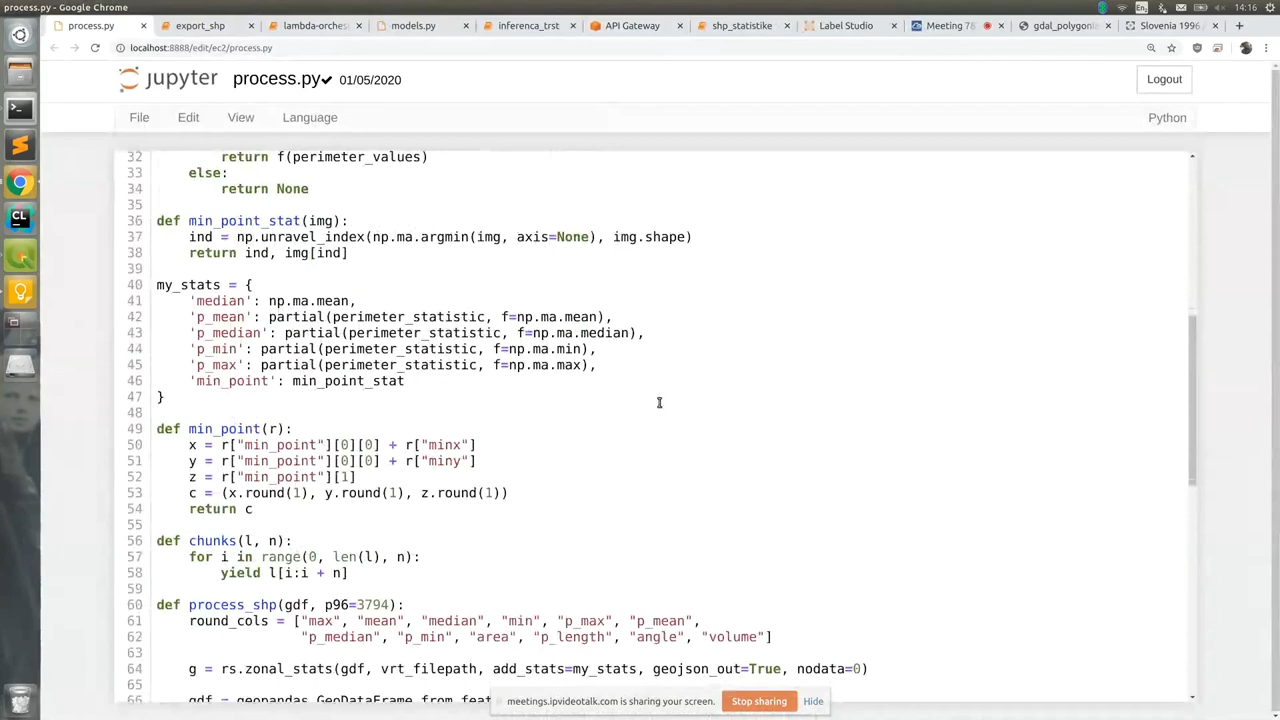 process.py - Google Chrome
En
14:16
process.py
export_shp
lambda-orches
models.py
inferenca_trst
API Gateway
shp_statistike
Label Studio
Meeting 78
gdal_polygoni
Slovenia 1996
localhost:8888/edit/ec2/process.py
jupyter
process.py 01/05/2020
Logout
File Edit View Language
Python
32 return f(perimeter_values)
33 else:
34 return None
35
36 def min_point_stat(img):
37 ind = np.unravel_index(np.ma.argmin(img, axis=None), img.shape)
38 return ind, img[ind]
39
40 my_stats = {
41 'median': np.ma.mean,
42 'p_mean': partial(perimeter_statistic, f=np.ma.mean),
43 'p_median': partial(perimeter_statistic, f=np.ma.median),
44 'p_min': partial(perimeter_statistic, f=np.ma.min),
45 'p_max': partial(perimeter_statistic, f=np.ma.max),
46 'min_point': min_point_stat
47 }
48
49 def min_point(r):
50 x = r["min_point"][0][0] + r["minx"]
51 y = r["min_point"][0][0] + r["miny"]
52 z = r["min_point"][1]
53 c = (x.round(1), y.round(1), z.round(1))
54 return c
55
56 def chunks(l, n):
57 for i in range(0, len(l), n):
58 yield l[i:i + n]
59
60 def process_shp(gdf, p96=3794):
61 round_cols = ["max", "mean", "median", "min", "p_max", "p_mean",
62 "p_median", "p_min", "area", "p_length", "angle", "volume"]
63
64 g = rs.zonal_stats(gdf, vrt_filepath, add_stats=my_stats, geojson_out=True, nodata=0)
65
66 gdf = geopandas.GeoDataFrame.from_feat
meetings.ipvideotalk.com is sharing your screen.
Stop sharing
Hide